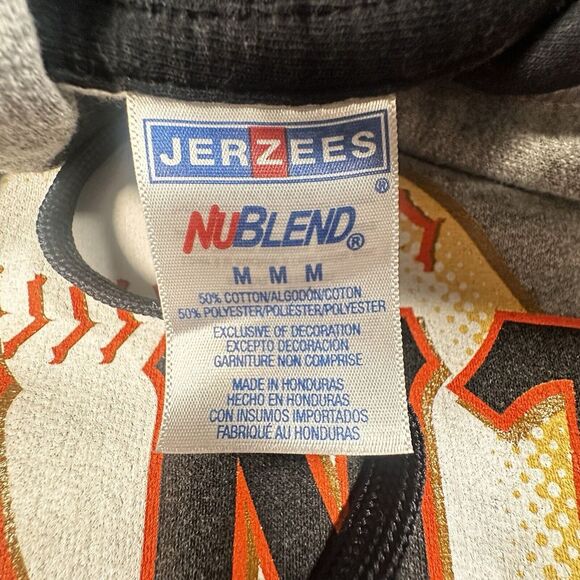 JERZEES
®
NUBLEND®
M M M
50% COTTON/ALGODÓN/COTON
50% POLYESTER/POLIÉSTER/POLYESTER
EXCLUSIVE OF DECORATION
EXCEPTO DECORACIÓN
GARNITURE NON COMPRISE
MADE IN HONDURAS
HECHO EN HONDURAS
CON INSUMOS IMPORTADOS
FABRIQUÉ AU HONDURAS